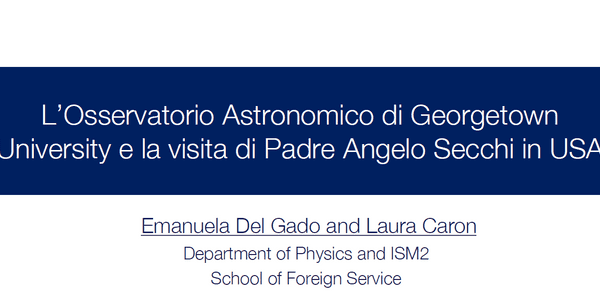 L’Osservatorio Astronomico di Georgetown
University e la visita di Padre Angelo Secchi in USA
Emanuela Del Gado and Laura Caron
Department of Physics and ISM2
School of Foreign Service